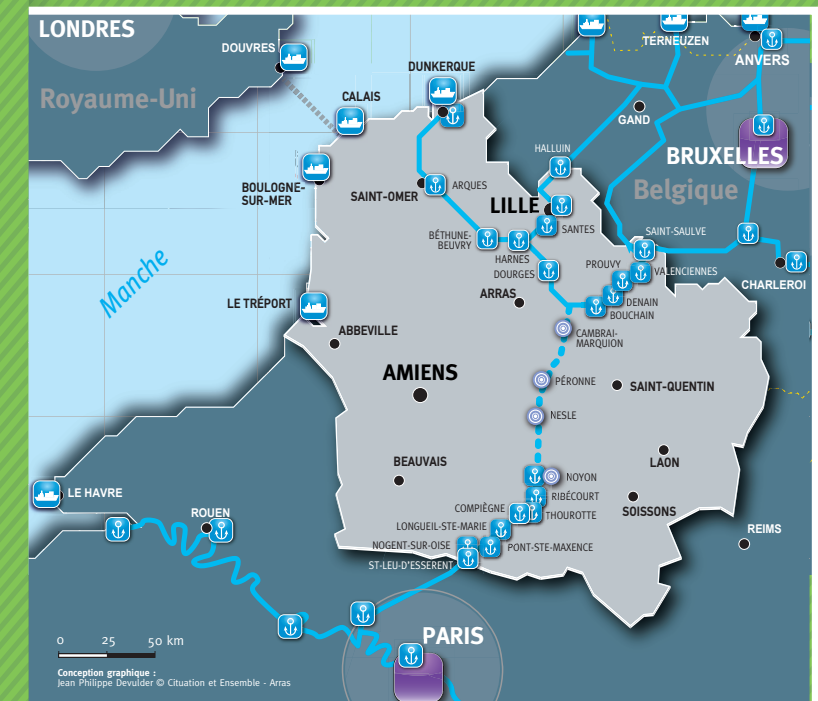 LONDRES
DOUVRES
Royaume-Uni
CALAIS
DUNKERQUE
TERNEUZEN
ANVERS
GAND
BRUXELLES
Belgique
HALLUIN
BOULOGNE-
SUR-MER
SAINT-OMER
ARQUES
LILLE
SANTES
BÉTHUNE-
BEUVRY
HARNES
DOURGES
SAINT-SAULVE
PROUVY
VALENCIENNES
CHARLEROI
DENAIN
BOUCHAIN
ARRAS
Manche
LE TRÉPORT
ABBEVILLE
CAMBRAI-
MARQUION
AMIENS
PÉRONNE
SAINT-QUENTIN
NESLE
BEAUVAIS
LAON
NOYON
LE HAVRE
RIBÉCOURT
COMPIÈGNE
THOUROTTE
SOISSONS
ROUEN
LONGUEIL-STE-MARIE
REIMS
NOGENT-SUR-OISE
PONT-STE-MAXENCE
ST-LEU-D'ESSERENT
PARIS
0 25 50 km
Conception graphique :
Jean Philippe Devulder © Cituation et Ensemble - Arras